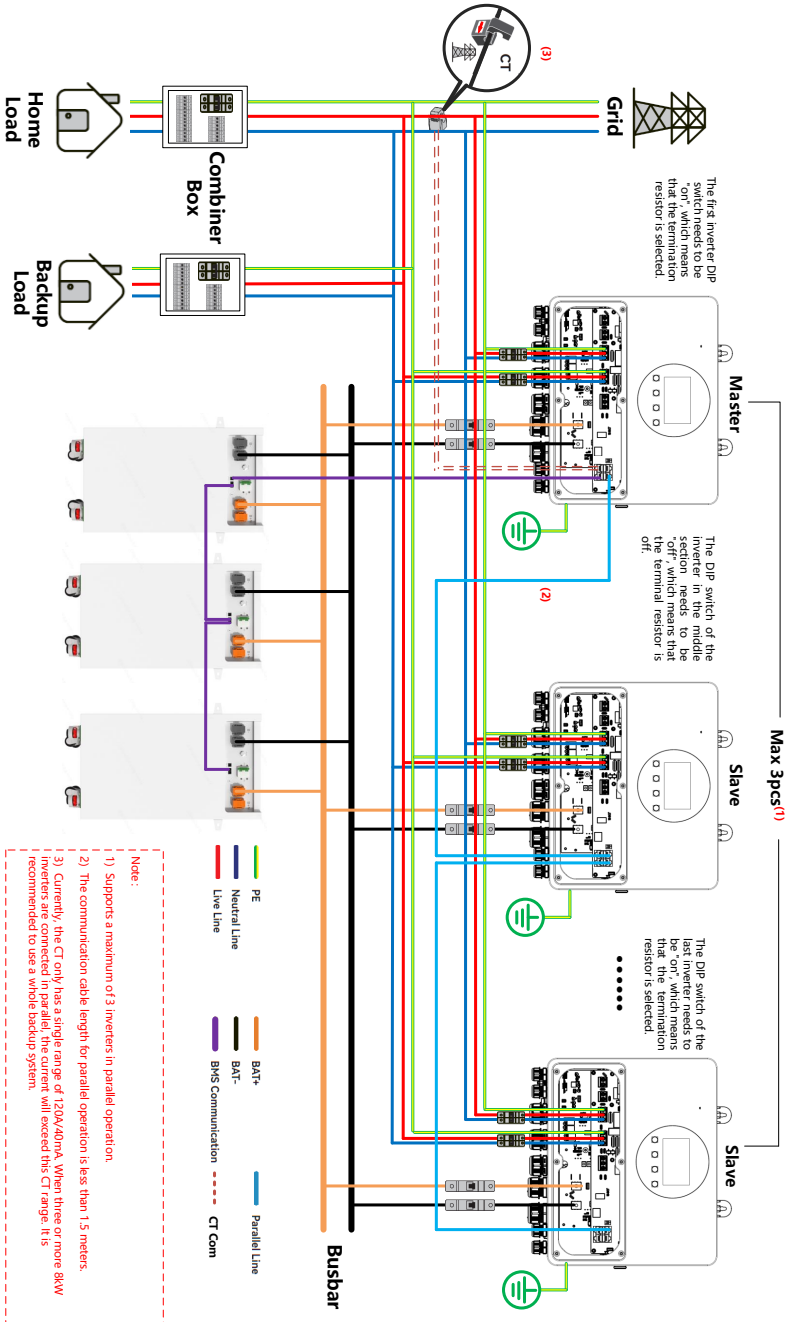 Max 3pcs(1)
Master
Slave
Slave
The first inverter DIP
switch needs to be
"on", which means
that the termination
resistor is selected.
The DIP switch of the
inverter in the middle
section needs to be
"off", which means that
the terminal resistor is
off.
The DIP switch of the
last inverter needs to
be "on", which means
that the termination
resistor is selected.
Grid
(3)
CT
(2)
Combiner
Box
Home
Load
Backup
Load
Busbar
PE
Neutral Line
Live Line
BAT+
BAT-
BMS Communication
Parallel Line
CT Com
Note:
1) Supports a maximum of 3 inverters in parallel operation.
2) The communication cable length for parallel operation is less than 1.5 meters.
3) Currently, the CT only has a single range of 120A/40mA. When three or more 8kW
inverters are connected in parallel, the current will exceed this CT range. It is
recommended to use a whole backup system.